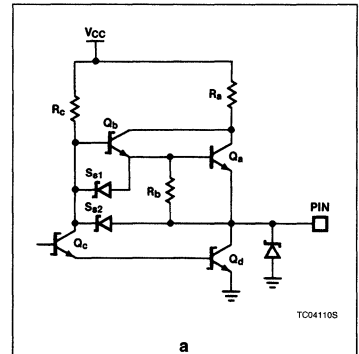 VCC
Rc
Ra
Qb
Qa
Ss1
Rb
Ss2
PIN
Qc
Qd
TC04110S
a